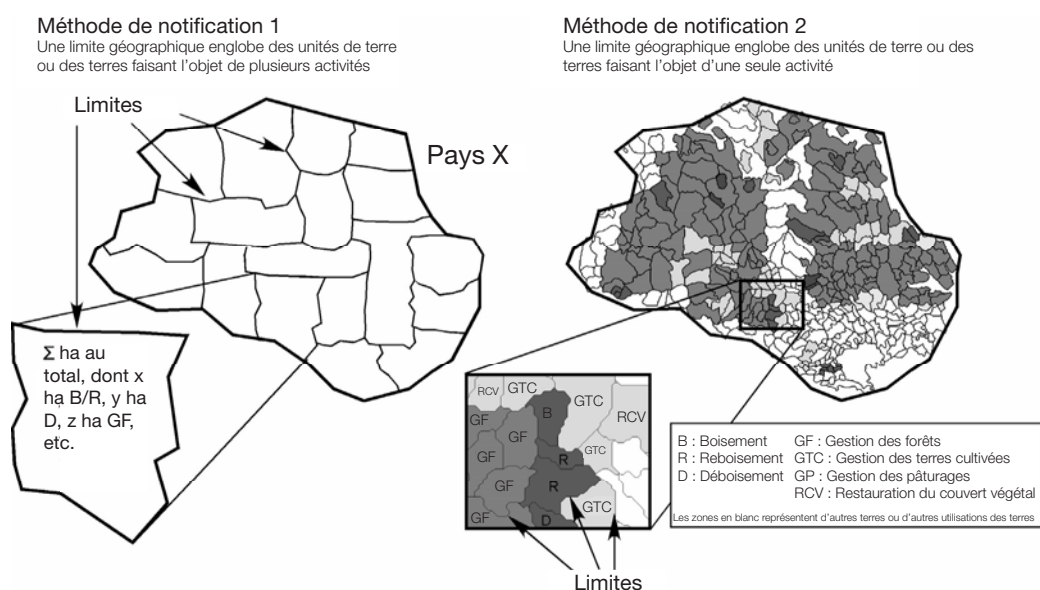 Méthode de notification 1
Une limite géographique englobe des unités de terre
ou des terres faisant l'objet de plusieurs activités
Limites
Pays X
Σ ha au
total, dont x
ha B/R, y ha
D, z ha GF,
etc.
Méthode de notification 2
Une limite géographique englobe des unités de terre ou des
terres faisant l'objet d'une seule activité
RCV
GTC
B
GTC
RCV
GF
GF
GF
R
GTC
GF
GF
R
GTC
GF
D
Limites
B : Boisement GF : Gestion des forêts
R : Reboisement GTC : Gestion des terres cultivées
D : Déboisement GP : Gestion des pâturages
RCV : Restauration du couvert végétal
Les zones en blanc représentent d'autres terres ou d'autres utilisations des terres